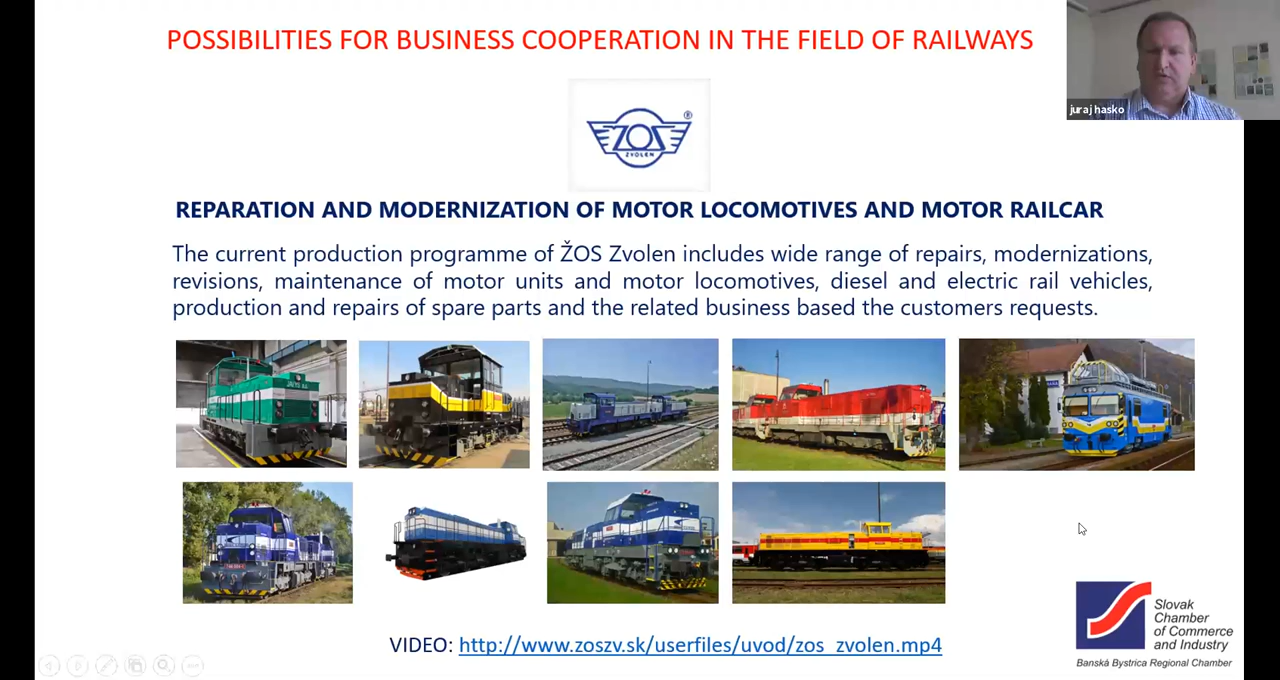 POSSIBILITIES FOR BUSINESS COOPERATION IN THE FIELD OF RAILWAYS
juraj hasko
ZOS
®
ZVOLEN
REPARATION AND MODERNIZATION OF MOTOR LOCOMOTIVES AND MOTOR RAILCAR
The current production programme of ŽOS Zvolen includes wide range of repairs, modernizations,
revisions, maintenance of motor units and motor locomotives, diesel and electric rail vehicles,
production and repairs of spare parts and the related business based the customers requests.
VIDEO: http://www.zoszv.sk/userfiles/uvod/zos_zvolen.mp4
Slovak
Chamber
of Commerce
and Industry
Banská Bystrica Regional Chamber